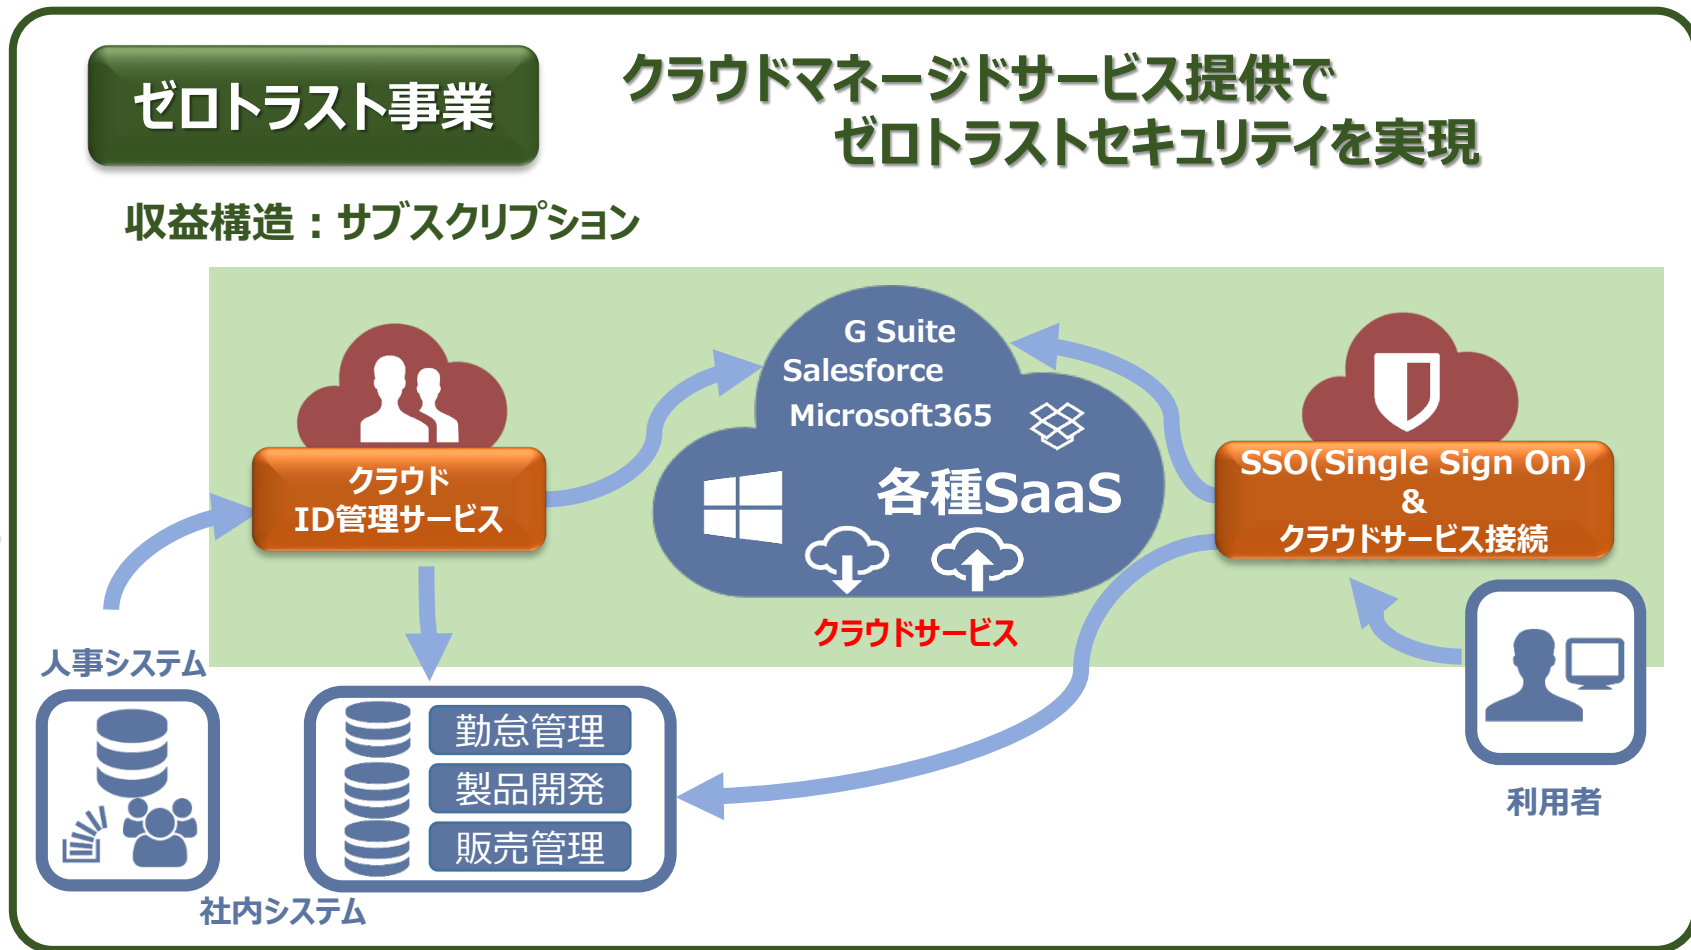 ゼロトラスト事業
クラウドマネージドサービス提供で
ゼロトラストセキュリティを実現
収益構造：サブスクリプション
G Suite
Salesforce
Microsoft365
各種SaaS
クラウドサービス
クラウド
ID管理サービス
SSO(Single Sign On)
&
クラウドサービス接続
人事システム
勤怠管理
製品開発
販売管理
社内システム
利用者